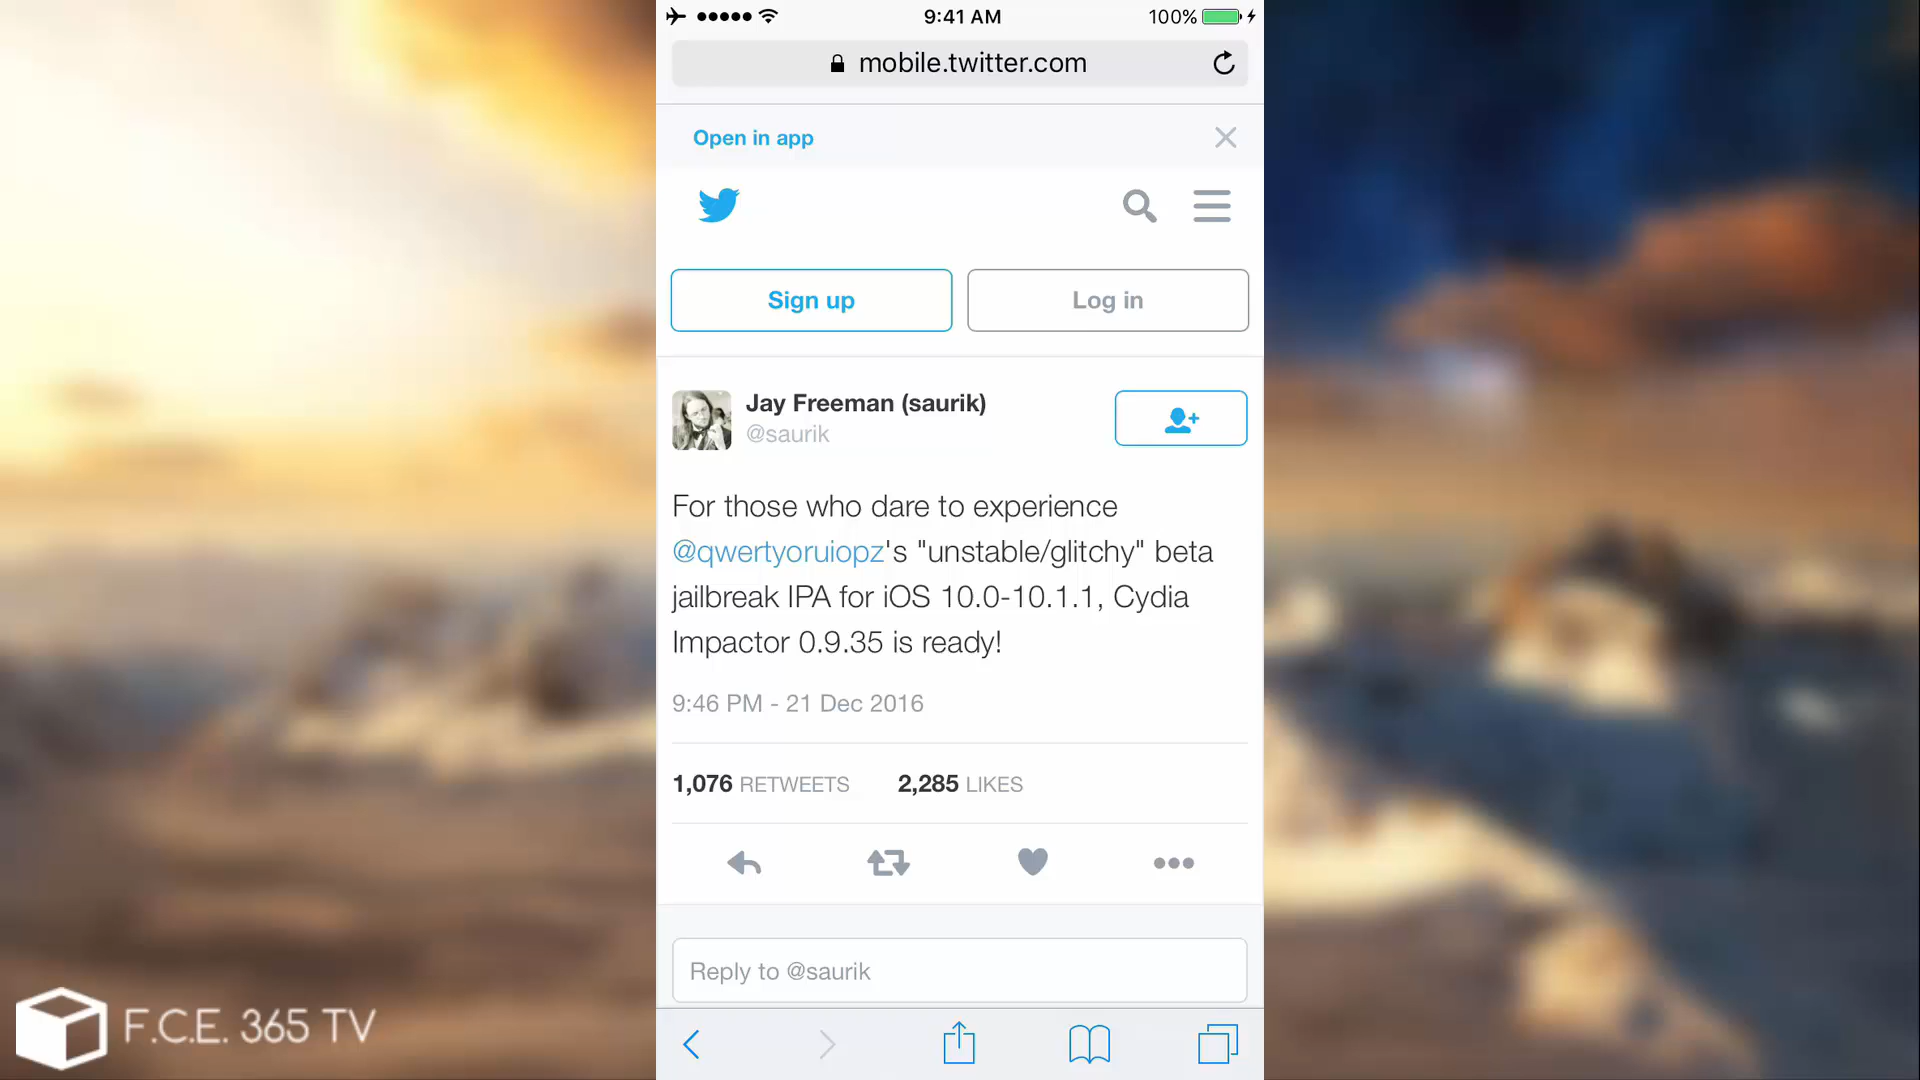 9:41 AM
100%
mobile.twitter.com
Open in app
Sign up
Log in
Jay Freeman (saurik)
@saurik
For those who dare to experience
@qwertyoruiopz's "unstable/glitchy" beta
jailbreak IPA for iOS 10.0-10.1.1, Cydia
Impactor 0.9.35 is ready!
9:46 PM - 21 Dec 2016
1,076 RETWEETS 2,285 LIKES
Reply to @saurik
F.C.E. 365 TV